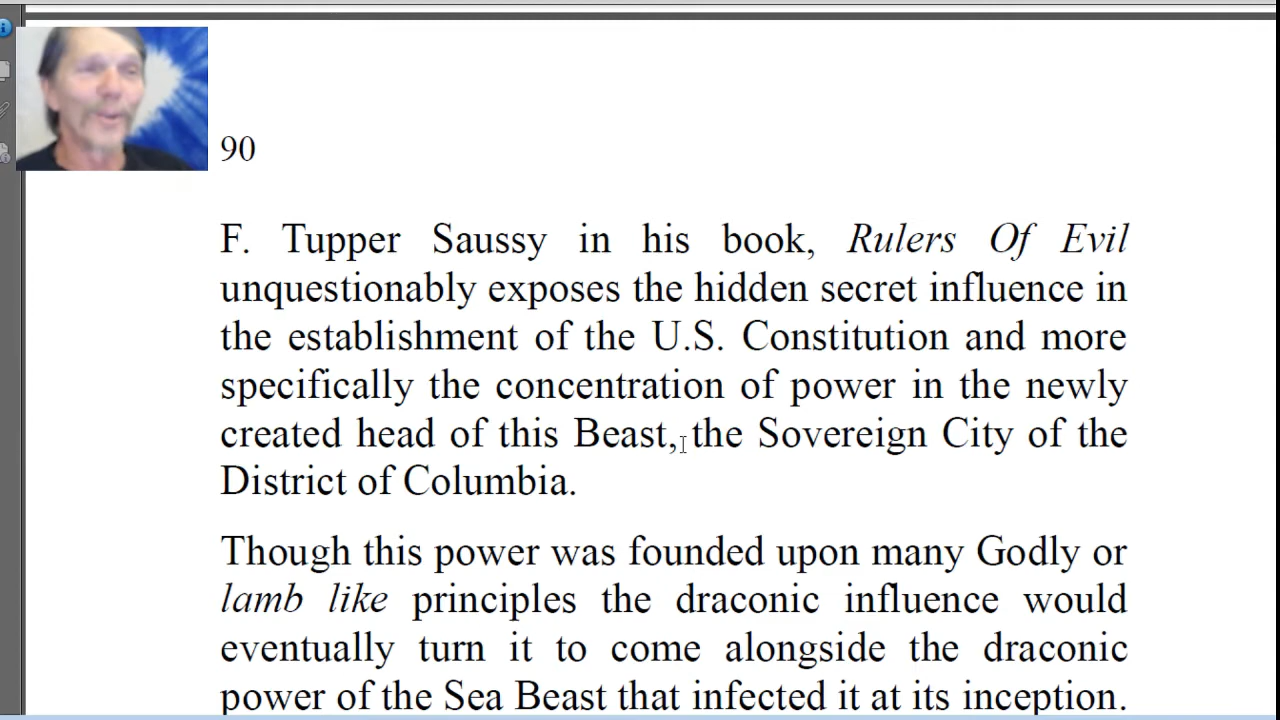 90
F. Tupper Saussy in his book, Rulers Of Evil
unquestionably exposes the hidden secret influence in
the establishment of the U.S. Constitution and more
specifically the concentration of power in the newly
created head of this Beast, the Sovereign City of the
District of Columbia.
Though this power was founded upon many Godly or
lamb like principles the draconic influence would
eventually turn it to come alongside the draconic
power of the Sea Beast that infected it at its inception.